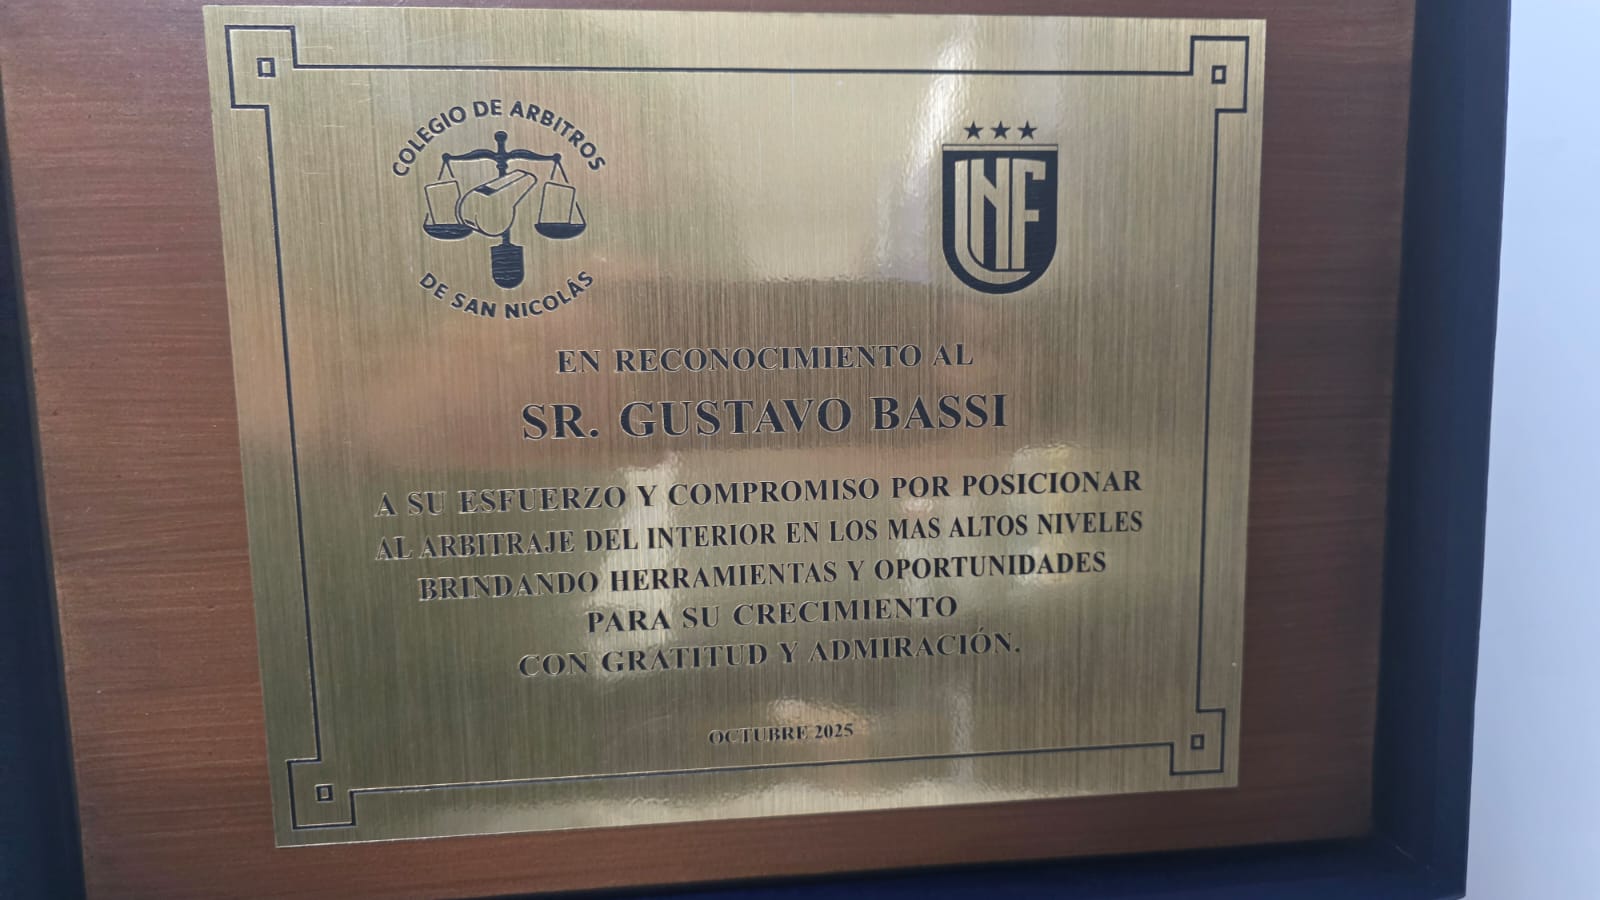 COLEGIO DE ARBITROS
DE SAN NICOLÁS
LNF
EN RECONOCIMIENTO AL
SR. GUSTAVO BASSI
A SU ESFUERZO Y COMPROMISO POR POSICIONAR
AL ARBITRAJE DEL INTERIOR EN LOS MAS ALTOS NIVELES
BRINDANDO HERRAMIENTAS Y OPORTUNIDADES
PARA SU CRECIMIENTO
CON GRATITUD Y ADMIRACIÓN.
OCTUBRE 2025